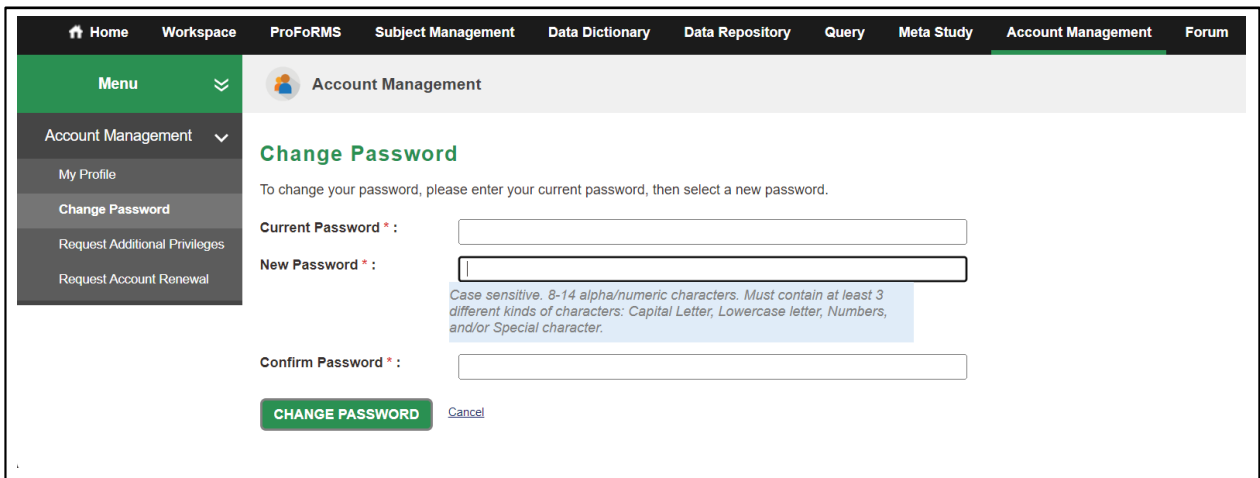 Home Workspace ProFoRMS Subject Management Data Dictionary Data Repository Query Meta Study Account Management Forum
Menu
Account Management
Account Management
My Profile
Change Password
Request Additional Privileges
Request Account Renewal
Change Password
To change your password, please enter your current password, then select a new password.
Current Password * :
New Password * :
Case sensitive. 8-14 alpha/numeric characters. Must contain at least 3
different kinds of characters: Capital Letter, Lowercase letter, Numbers,
and/or Special character.
Confirm Password * :
CHANGE PASSWORD Cancel